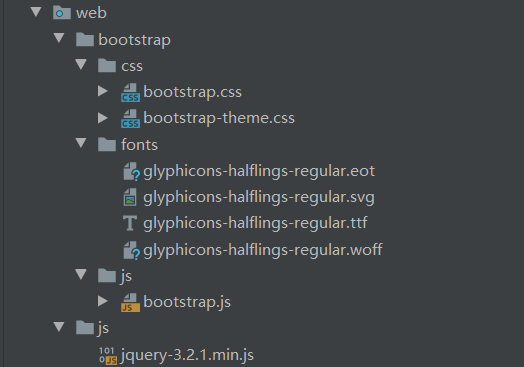 web
bootstrap
css
bootstrap.css
bootstrap-theme.css
fonts
glyphicons-halflings-regular.eot
glyphicons-halflings-regular.svg
glyphicons-halflings-regular.ttf
glyphicons-halflings-regular.woff
js
bootstrap.js
js
jquery-3.2.1.min.js